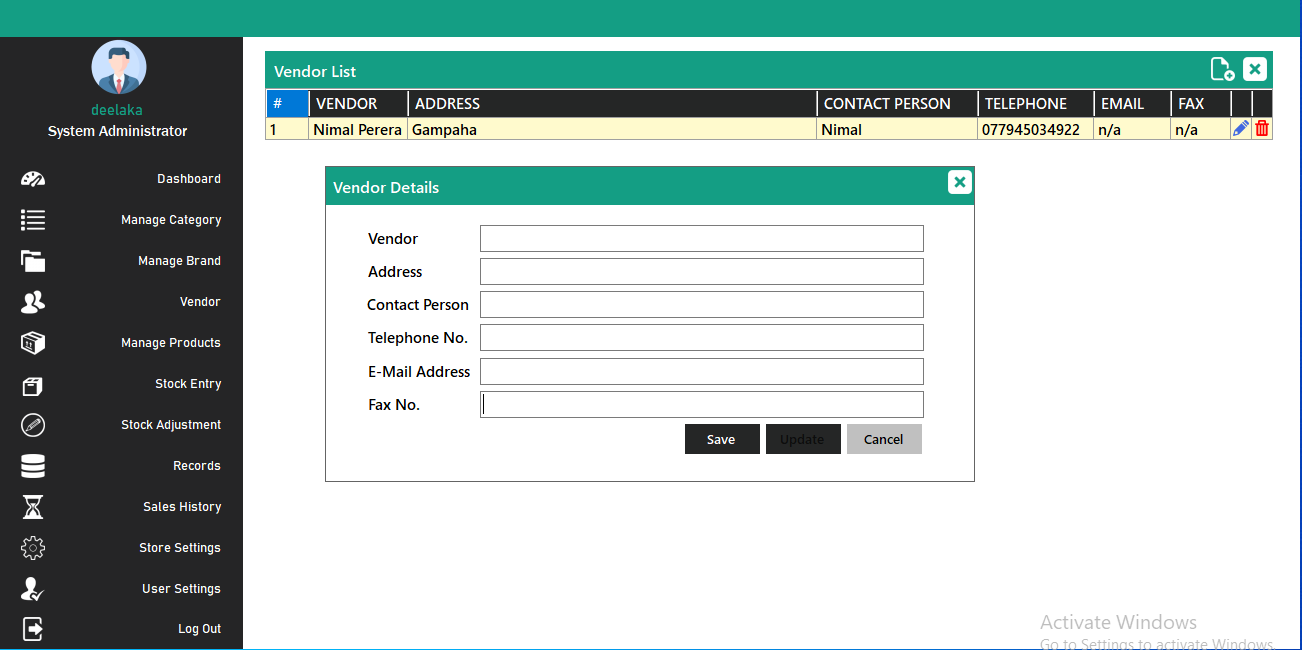 deelaka
System Administrator
Dashboard
Manage Category
Manage Brand
Vendor
Manage Products
Stock Entry
Stock Adjustment
Records
Sales History
Store Settings
User Settings
Log Out
Vendor List
# VENDOR ADDRESS CONTACT PERSON TELEPHONE EMAIL FAX
1 Nimal Perera Gampaha Nimal 077945034922 n/a n/a
Vendor Details
Vendor
Address
Contact Person
Telephone No.
E-Mail Address
Fax No.
Save Update Cancel
Activate Windows
Go to Settings to activate Windows.